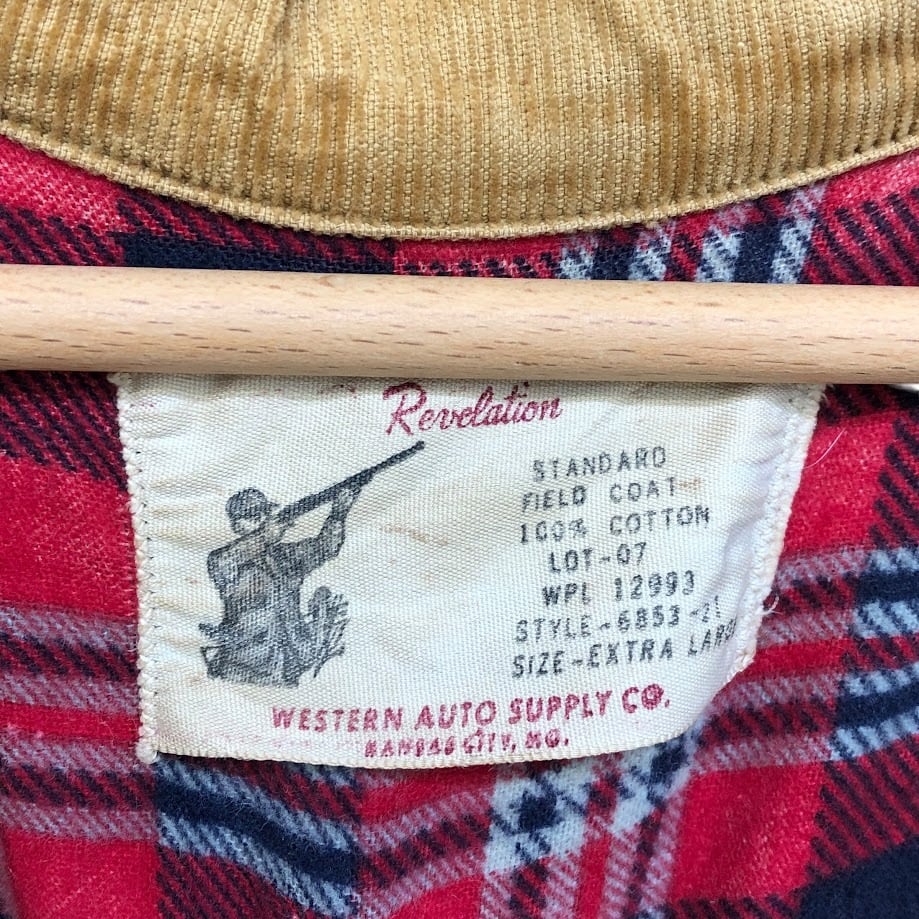 Revelation
STANDARD
FIELD COAT
100% COTTON
LOT-07
WPL 12993
STYLE-6853-21
SIZE-EXTRA LARG
WESTERN AUTO SUPPLY CO.
KANSAS CITY, MO.